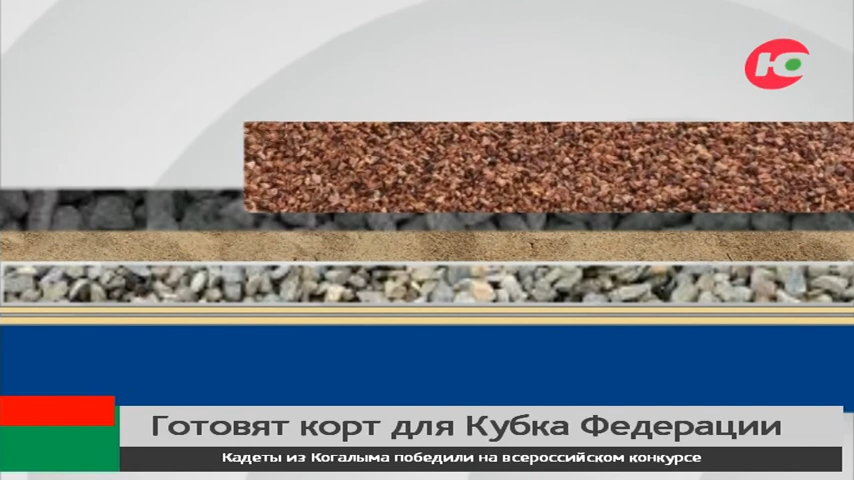 Ю
Готовят корт для Кубка Федерации
Кадеты из Когалыма победили на всероссийском конкурсе